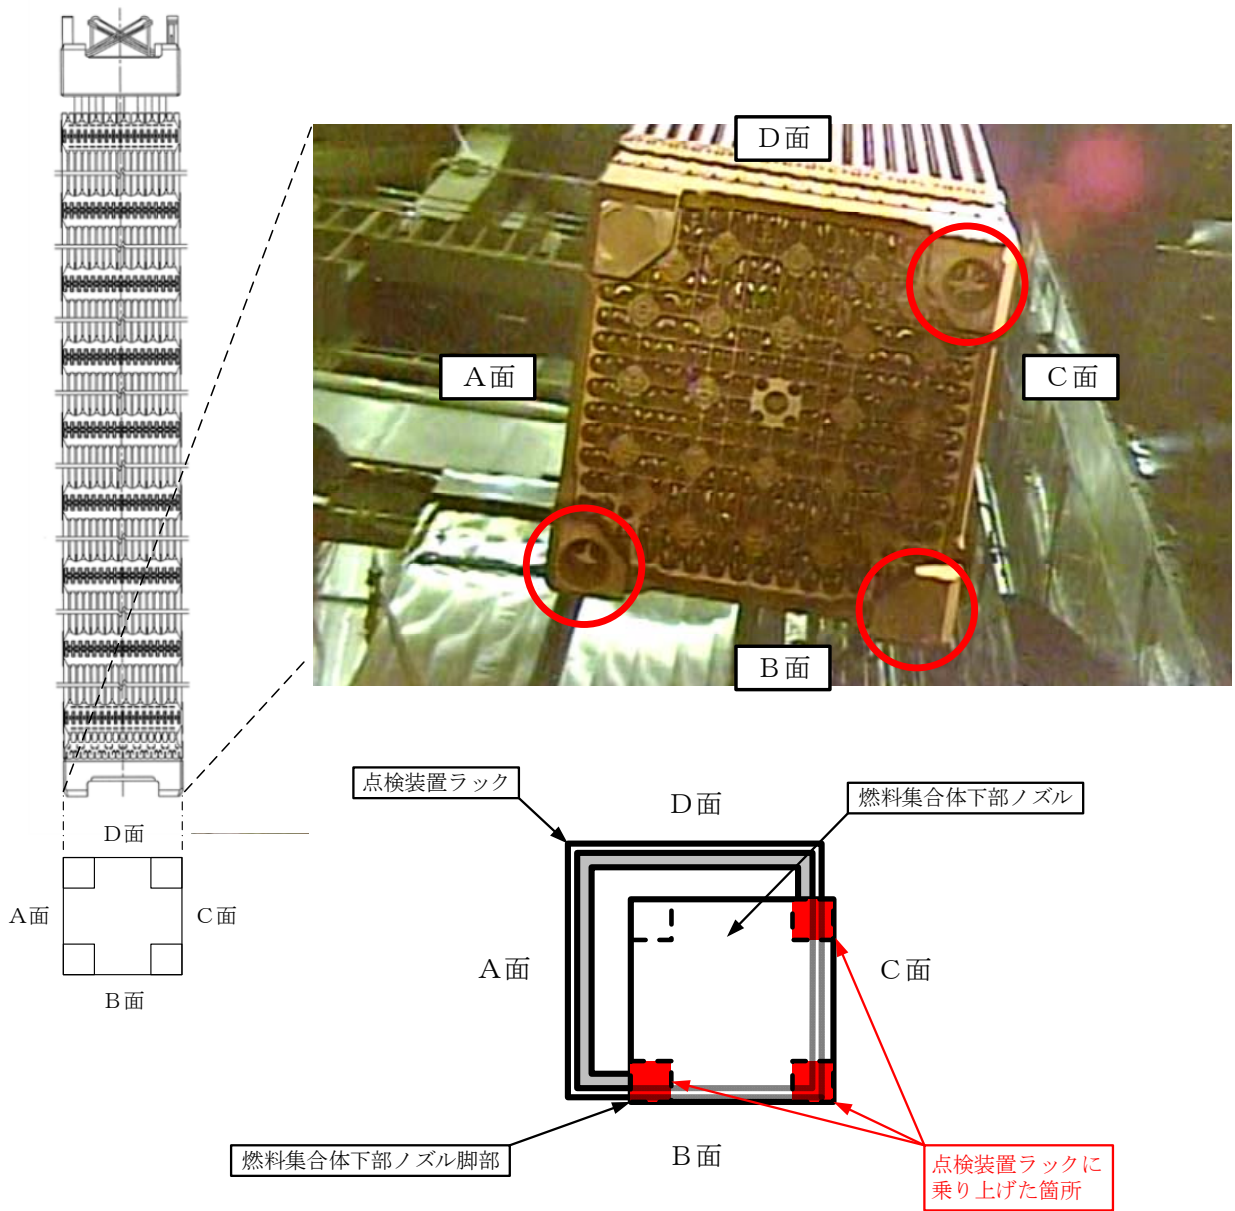 D面
A面
C面
B面
D面
A面
C面
B面
点検装置ラック
D面
燃料集合体下部ノズル
A面
C面
燃料集合体下部ノズル脚部
B面
点検装置ラックに
乗り上げた箇所